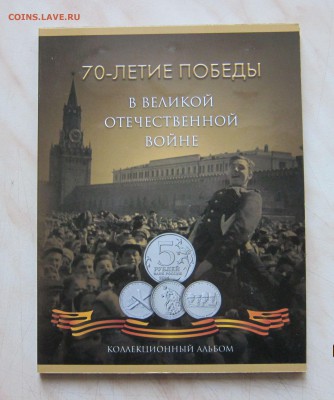 COINS.LAVE.RU
70-ЛЕТИЕ ПОБЕДЫ
В ВЕЛИКОЙ
ОТЕЧЕСТВЕННОЙ
ВОЙНЕ
5
РУБЛЕЙ
КОЛЛЕКЦИОННЫЙ АЛЬБОМ